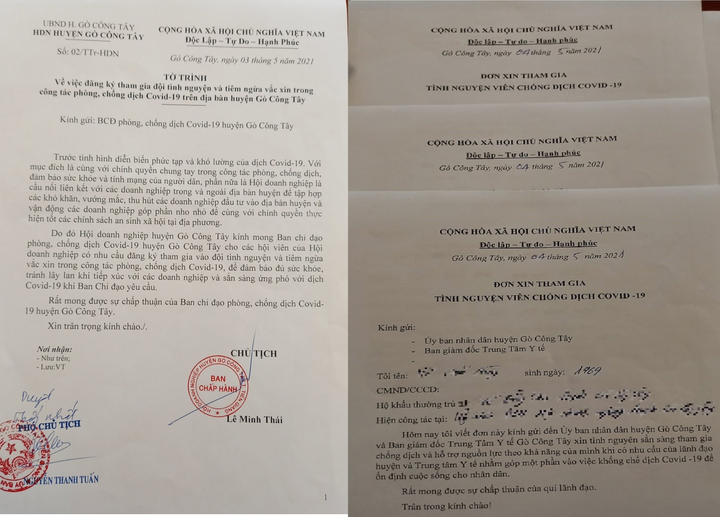 UBND H. GÒ CÔNG TÂY
HDN HUYỆN GÒ CÔNG TÂY
Số: 02/TTr-HDN
CỘNG HÒA XÃ HỘI CHỦ NGHĨA VIỆT NAM
Độc Lập – Tự Do – Hạnh Phúc
Gò Công Tây, ngày 03 tháng 5 năm 2021
TỜ TRÌNH
Về việc đăng ký tham gia đội tình nguyện và tiêm ngừa vắc xin trong
công tác phòng, chống dịch Covid-19 trên địa bàn huyện Gò Công Tây
Kính gửi: BCĐ phòng, chống dịch Covid-19 huyện Gò Công Tây
Trước tình hình diễn biến phức tạp và khó lường của dịch Covid-19. Với
mục đích là cùng với chính quyền chung tay trong công tác phòng, chống dịch,
đảm bảo sức khỏe và tính mạng của người dân, phần nữa là Hội doanh nghiệp là
cầu nối liên kết với các doanh nghiệp trong và ngoài địa bàn huyện để tập hợp
các khó khăn, vướng mắc, thu hút các doanh nghiệp đầu tư vào địa bàn huyện và
vận động các doanh nghiệp góp phần nho nhỏ để cùng với chính quyền thực
hiện tốt các chính sách an sinh xã hội tại địa phương.
Do đó Hội doanh nghiệp huyện Gò Công Tây kính mong Ban chỉ đạo
phòng, chống dịch Covid-19 huyện Gò Công Tây cho các hội viên của Hội
doanh nghiệp có nhu cầu đăng ký tham gia vào đội tình nguyện và tiêm ngừa
vắc xin trong công tác phòng, chống dịch Covid-19, để đảm bảo đủ sức khỏe,
tránh lây lan khi tiếp xúc với các doanh nghiệp và sẵn sàng ứng phó với dịch
Covid-19 khi Ban chỉ đạo yêu cầu.
Rất mong được sự chấp thuận của Ban chỉ đạo phòng, chống dịch Covid-
19 huyện Gò Công Tây.
Xin trân trọng kính chào./.
Nơi nhận:
- Như trên;
- Lưu:VT
CHỦ TỊCH
BAN
CHẤP HÀNH
Lê Minh Thái
Duyệt
PHÓ CHỦ TỊCH
NGUYỄN THANH TUẤN
1
CỘNG HÒA XÃ HỘI CHỦ NGHĨA VIỆT NAM
Độc lập – Tự do – Hạnh phúc
Gò Công Tây, ngày 04 tháng 5 năm 2021
ĐƠN XIN THAM GIA
TÌNH NGUYỆN VIÊN CHỐNG DỊCH COVID -19
CỘNG HÒA XÃ HỘI CHỦ NGHĨA VIỆT NAM
Độc lập – Tự do – Hạnh phúc
Gò Công Tây, ngày 04 tháng 5 năm 2021
CỘNG HÒA XÃ HỘI CHỦ NGHĨA VIỆT NAM
Độc lập – Tự do – Hạnh phúc
Gò Công Tây, ngày 04 tháng 5 năm 2021
ĐƠN XIN THAM GIA
TÌNH NGUYỆN VIÊN CHỐNG DỊCH COVID -19
Kính gửi:
- Ủy ban nhân dân huyện Gò Công Tây
- Ban giám đốc Trung Tâm Y tế
Tôi tên: sinh ngày: 1969
CMND/CCCD:
Hộ khẩu thường trú
Hiện công tác tại:
Hôm nay tôi viết đơn này kính gửi đến Ủy ban nhân dân huyện Gò Công Tây
và Ban giám đốc Trung Tâm Y tế Gò Công Tây xin tình nguyện sẵn sàng tham gia
chống dịch và hỗ trợ nguồn lực theo khả năng của mình khi có nhu cầu của lãnh đạo
huyện và Trung tâm Y tế nhằm góp một phần vào việc khống chế dịch Covid -19 để
ổn định cuộc sống cho nhân dân.
Rất mong được sự chấp thuận của quí lãnh đạo.
Trân trong kính chào!